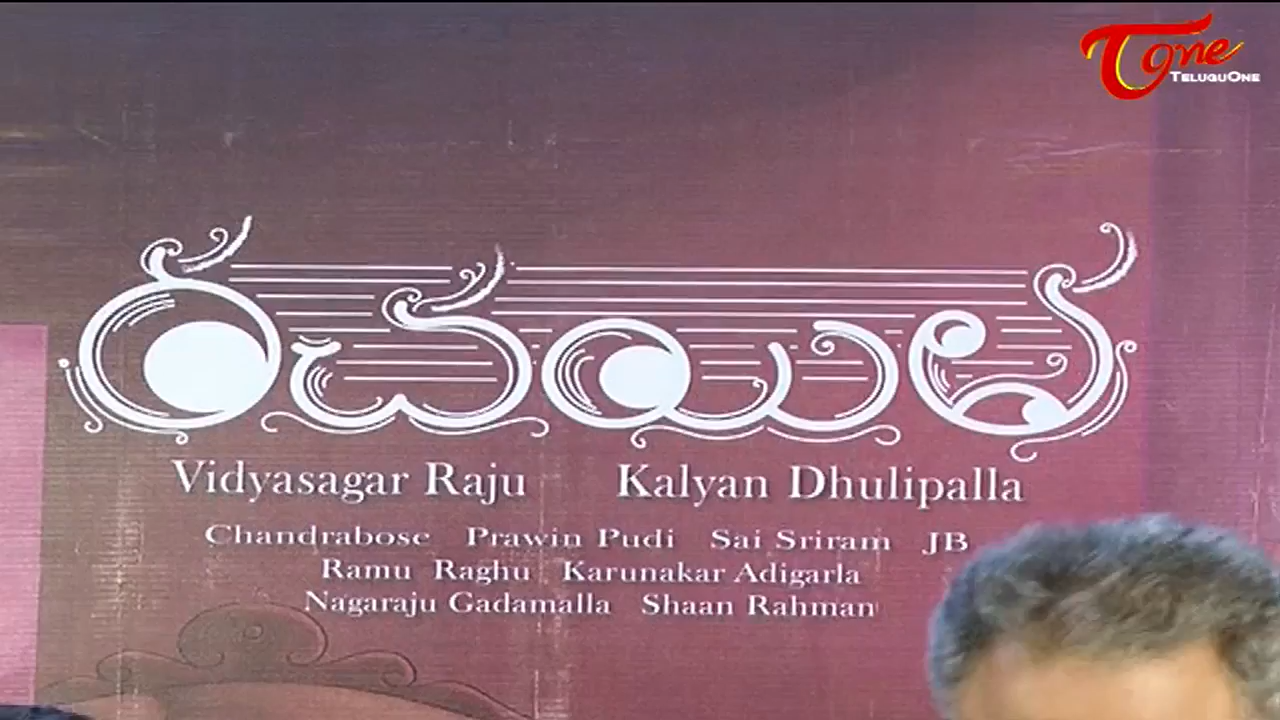 T One
TELUGUONE
రచయిత
Vidyasagar Raju Kalyan Dhulipalla
Chandrabose Prawin Pudi Sai Sriram JB
Ramu Raghu Karunakar Adigarla
Nagaraju Gadamalla Shaan Rahman